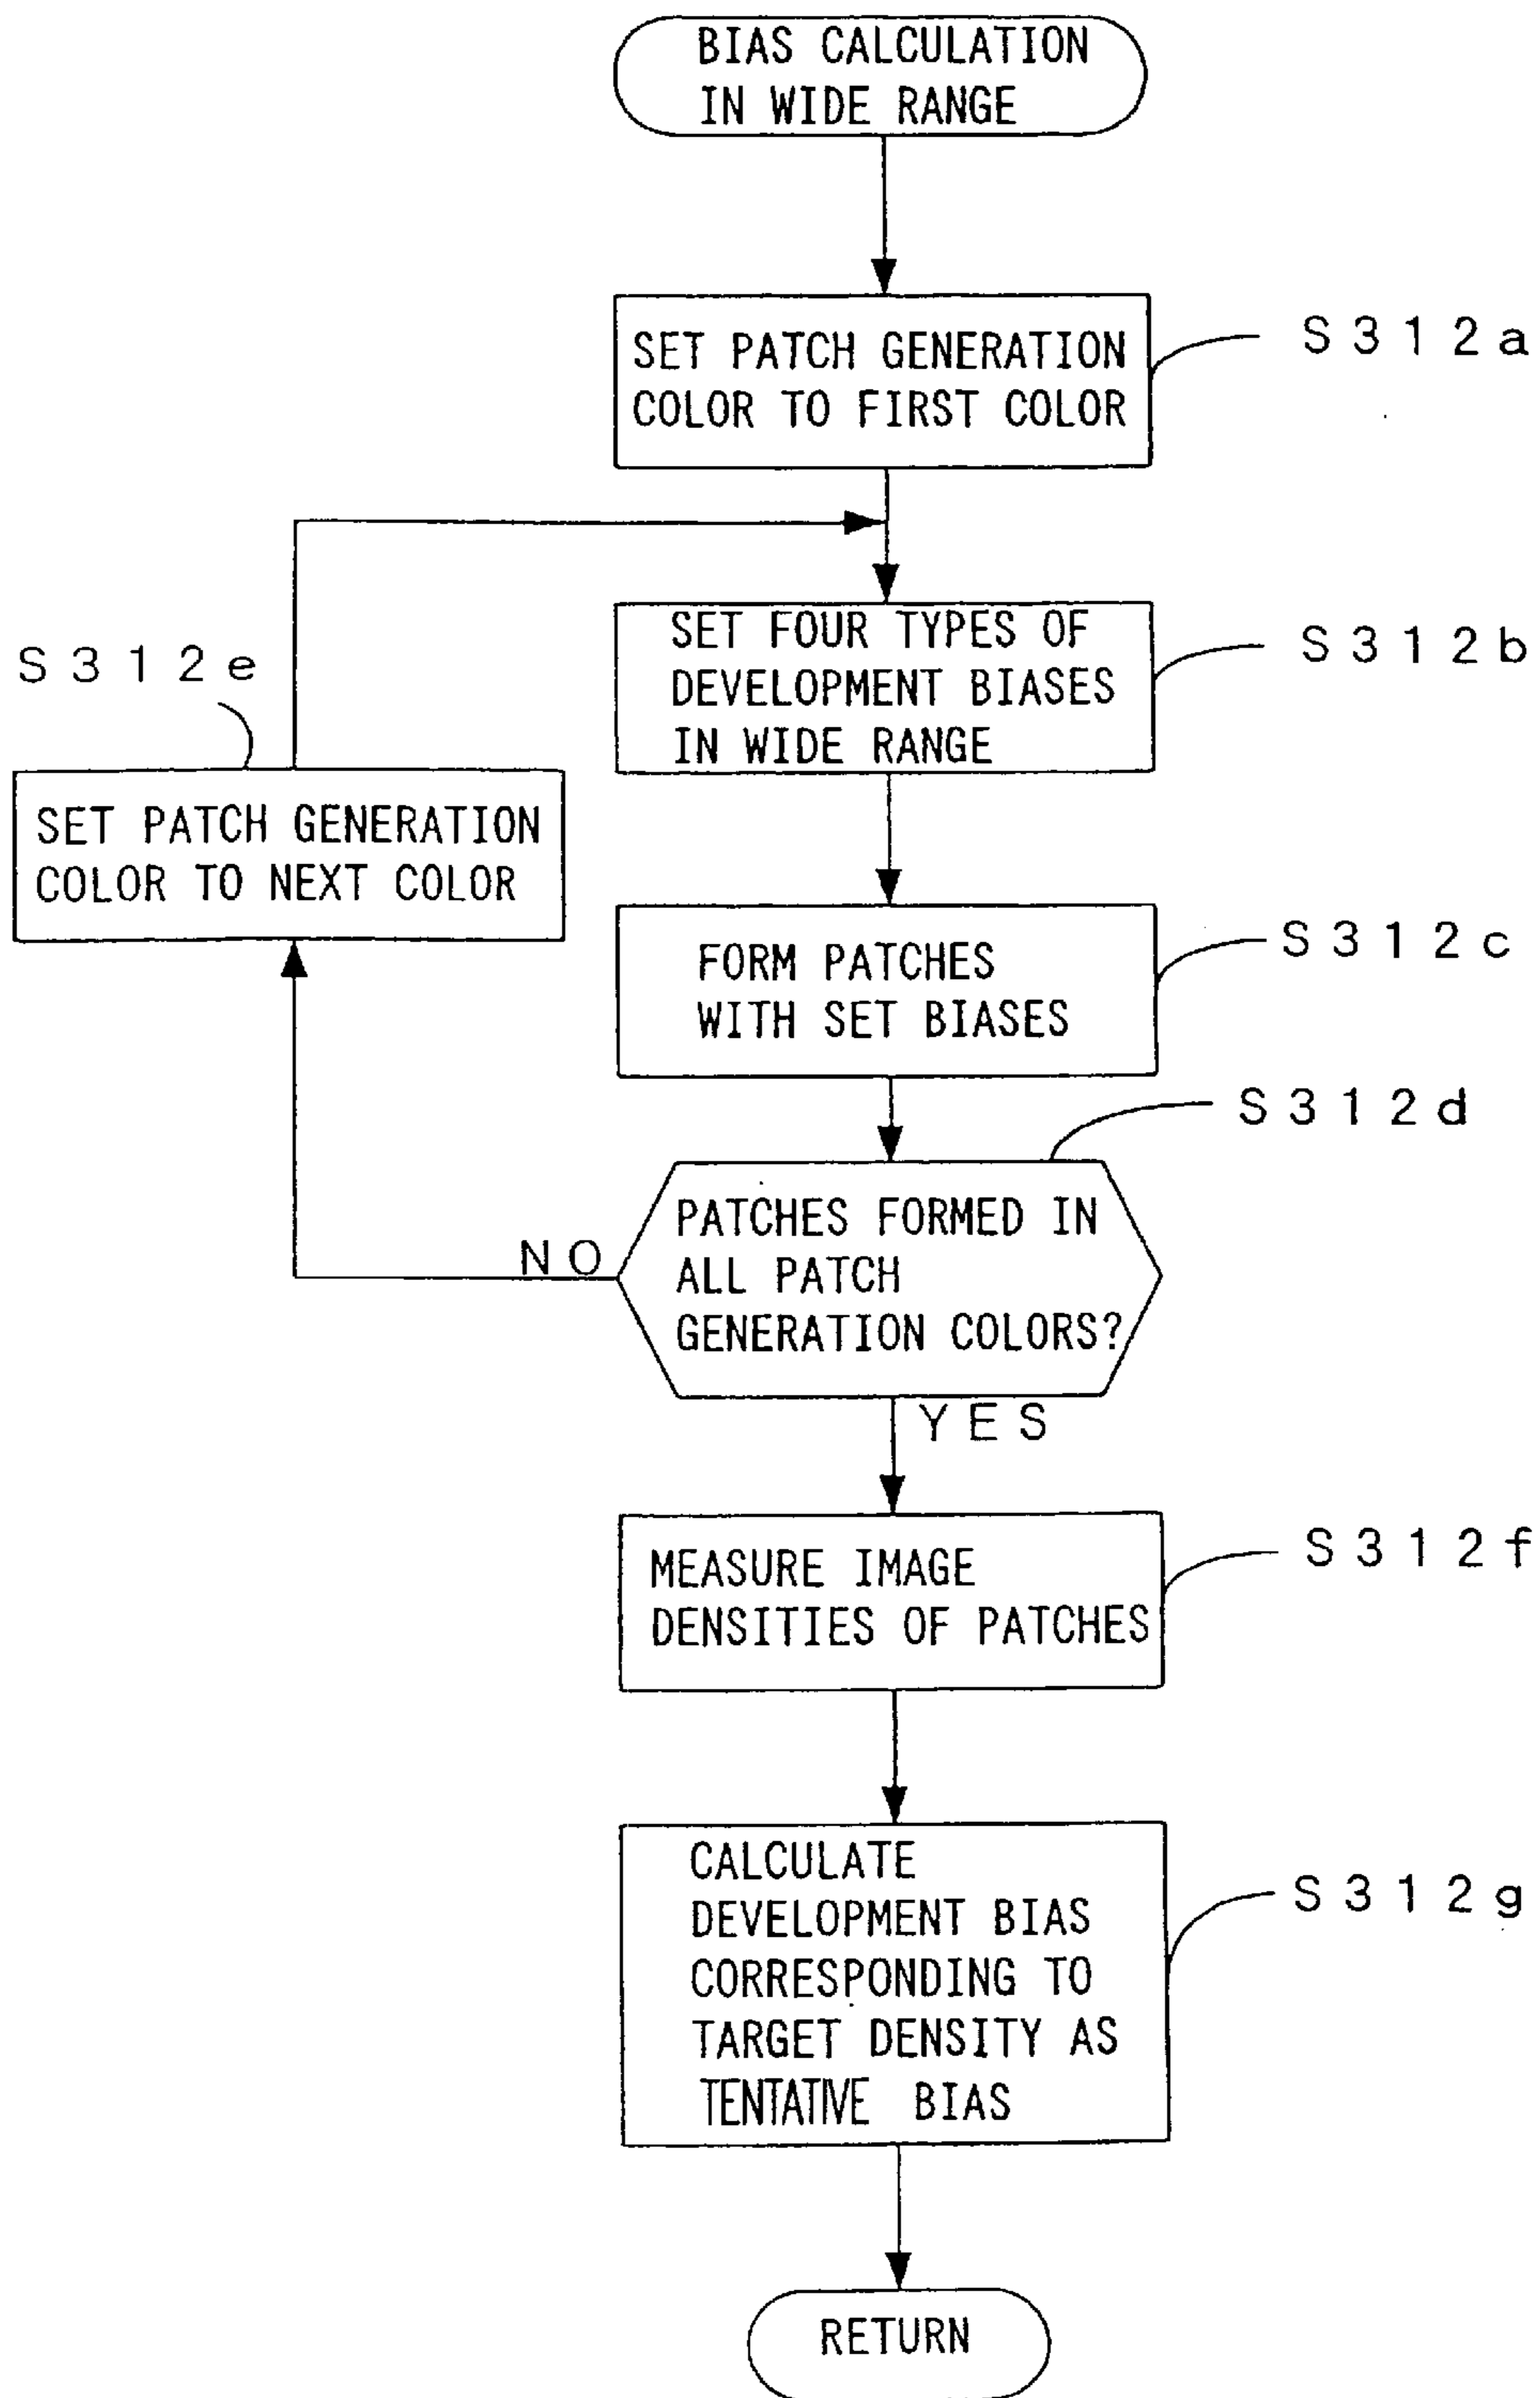 BIAS CALCULATION
IN WIDE RANGE
SET PATCH GENERATION
COLOR TO FIRST COLOR
S312a
SET FOUR TYPES OF
DEVELOPMENT BIASES
IN WIDE RANGE
S312b
S312e
SET PATCH GENERATION
COLOR TO NEXT COLOR
FORM PATCHES
WITH SET BIASES
S312c
S312d
PATCHES FORMED IN
ALL PATCH
GENERATION COLORS?
NO
YES
MEASURE IMAGE
DENSITIES OF PATCHES
S312f
CALCULATE
DEVELOPMENT BIAS
CORRESPONDING TO
TARGET DENSITY AS
TENTATIVE BIAS
S312g
RETURN